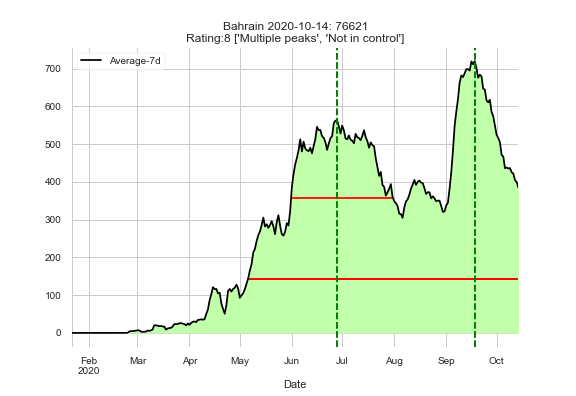 Bahrain 2020-10-14: 76621
Rating:8 ['Multiple peaks', 'Not in control']
Average-7d
700
600
500
400
300
200
100
0
Feb
2020
Mar
Apr
May
Jun
Jul
Aug
Sep
Oct
Date